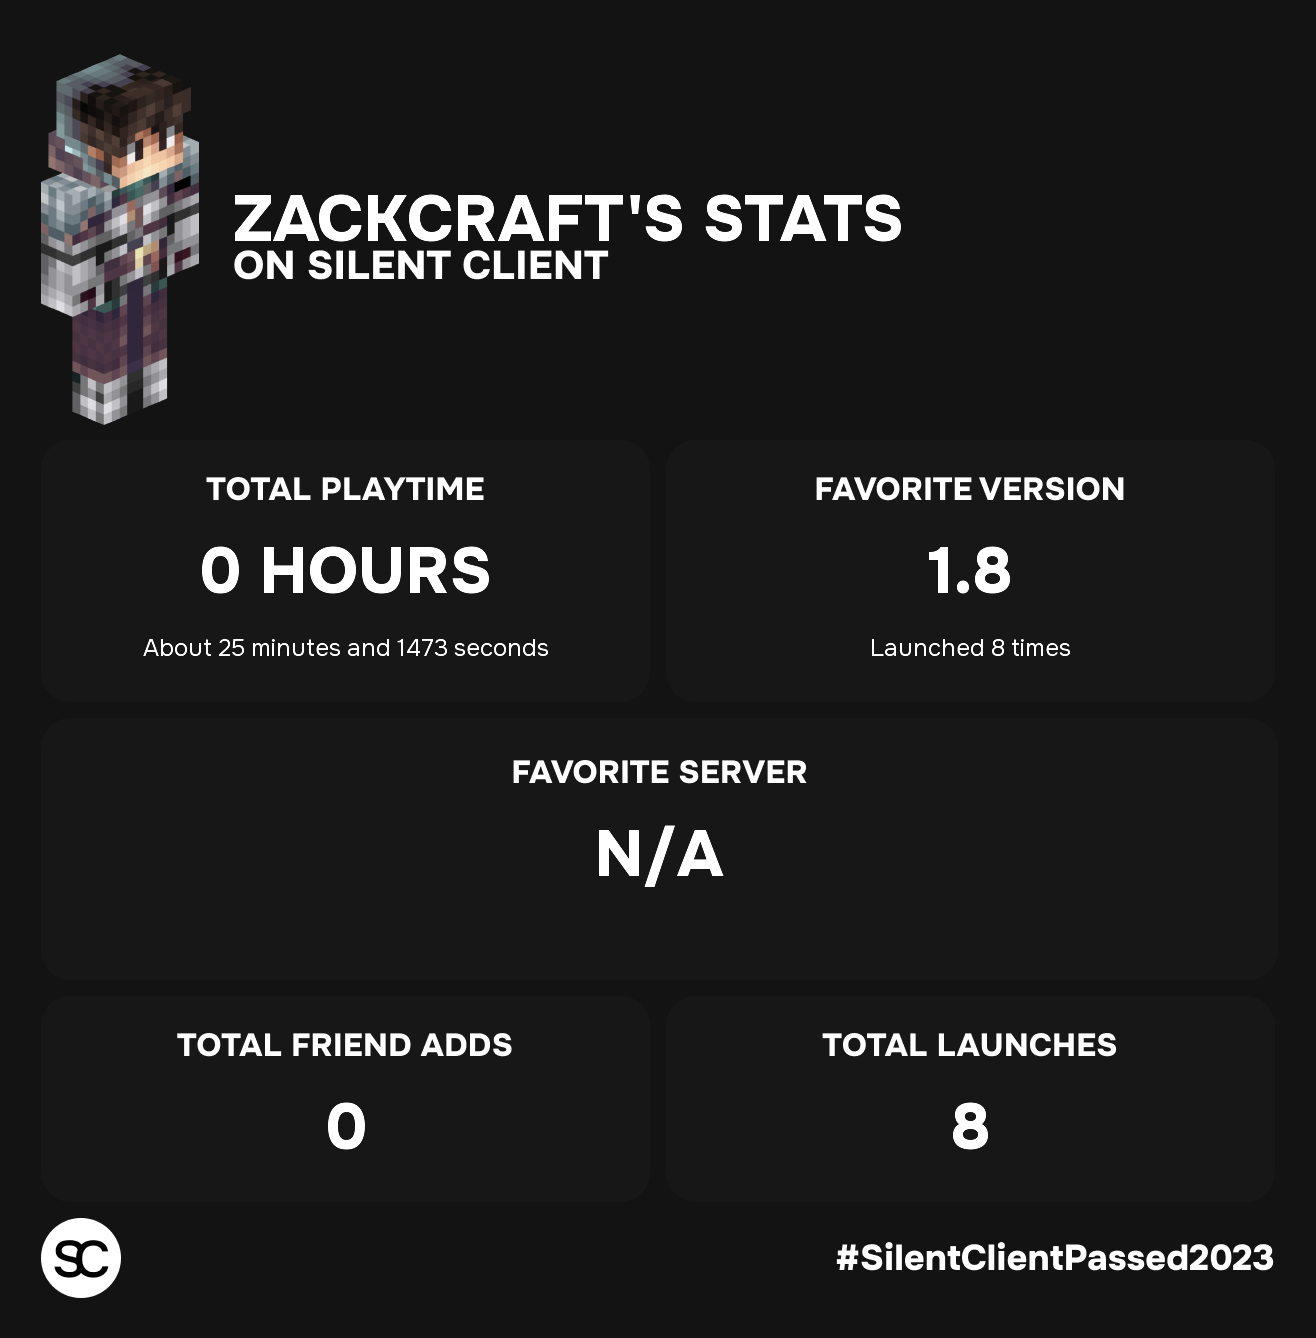 ZACKCRAFT'S STATS
ON SILENT CLIENT
TOTAL PLAYTIME
0 HOURS
About 25 minutes and 1473 seconds
FAVORITE VERSION
1.8
Launched 8 times
FAVORITE SERVER
N/A
TOTAL FRIEND ADDS
0
TOTAL LAUNCHES
8
SC
#SilentClientPassed2023